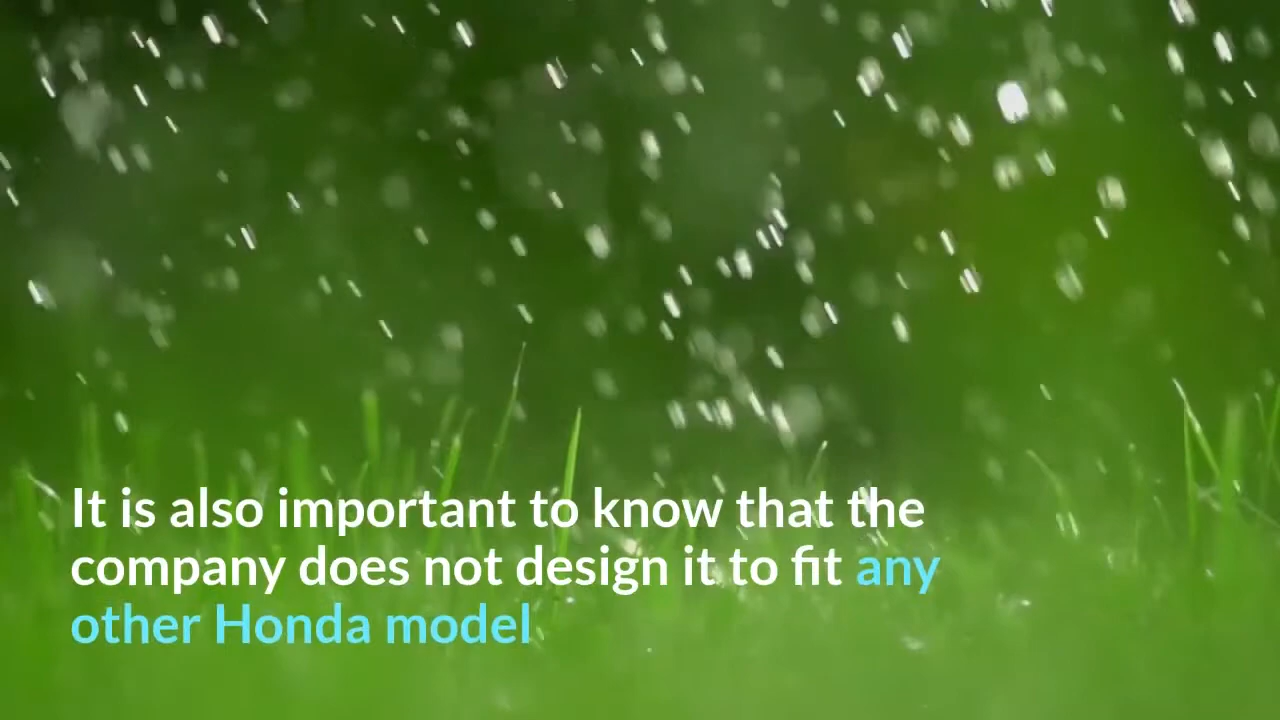 It is also important to know that the
company does not design it to fit any
other Honda model